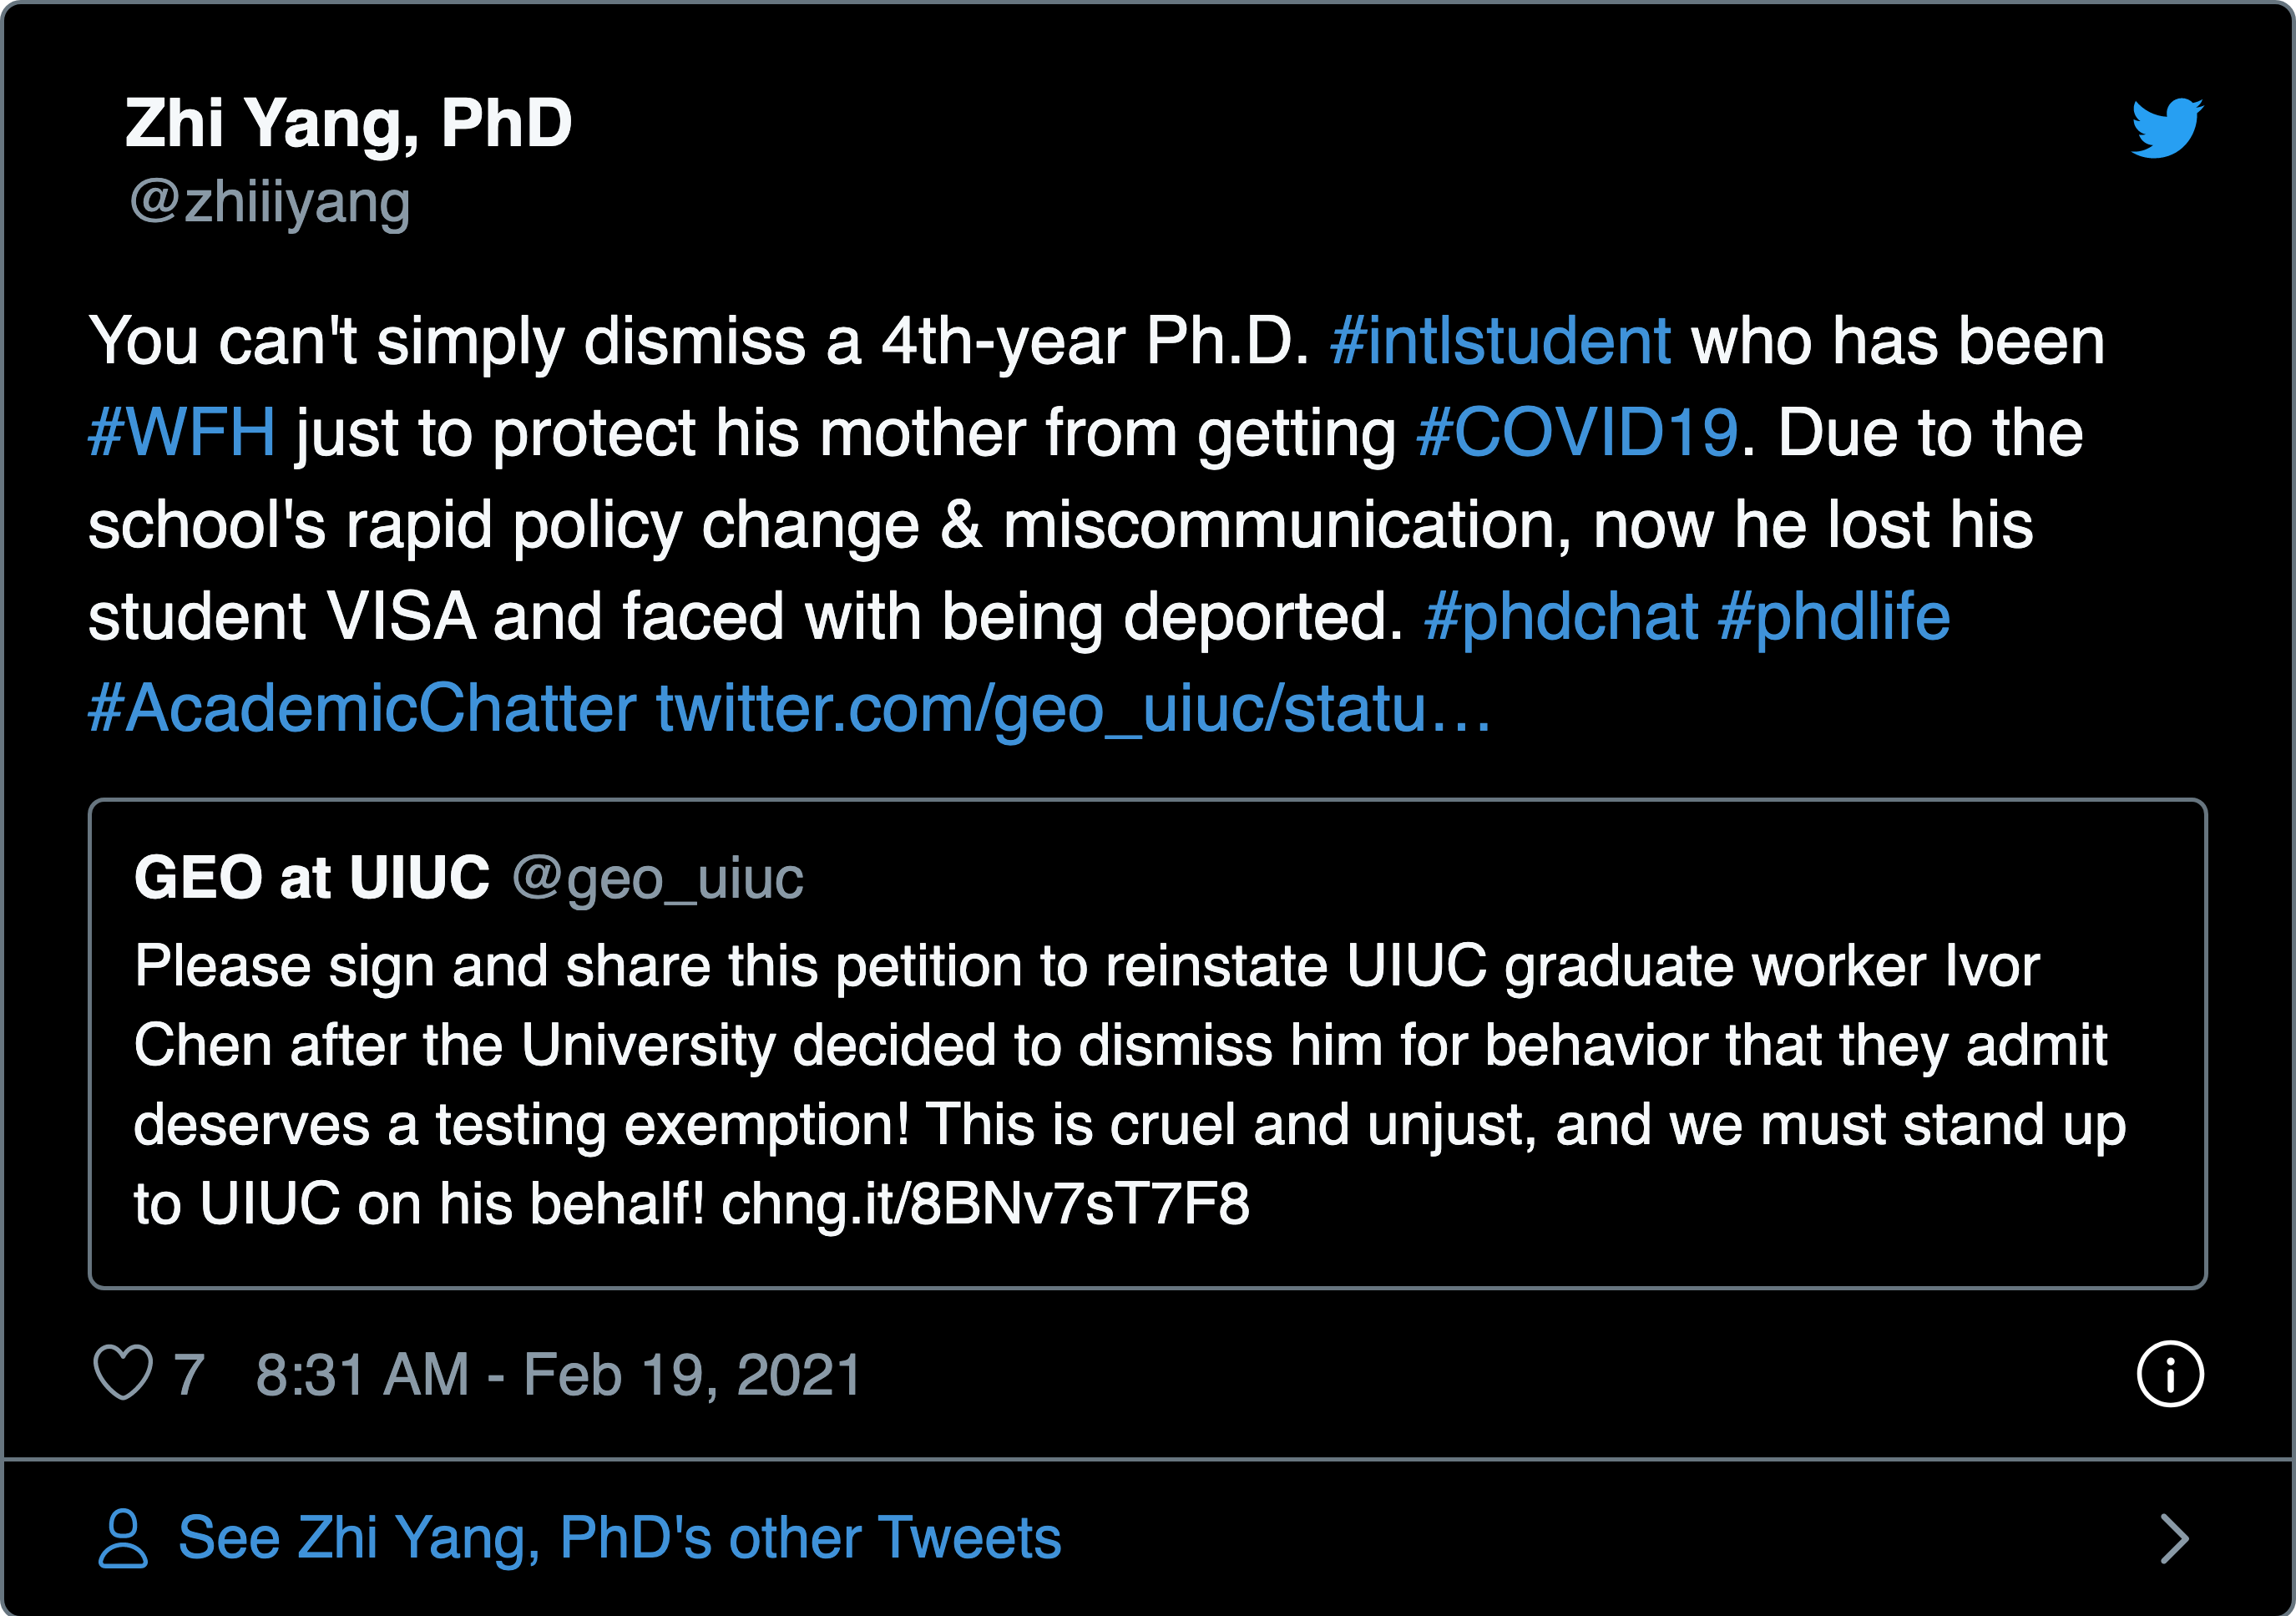 Zhi Yang, PhD
@zhiiiyang
You can't simply dismiss a 4th-year Ph.D. #intlstudent who has been
#WFH just to protect his mother from getting #COVID19. Due to the
school's rapid policy change & miscommunication, now he lost his
student VISA and faced with being deported. #phdchat #phdlife
#AcademicChatter twitter.com/geo_uiuc/statu…
GEO at UIUC @geo_uiuc
Please sign and share this petition to reinstate UIUC graduate worker Ivor
Chen after the University decided to dismiss him for behavior that they admit
deserves a testing exemption! This is cruel and unjust, and we must stand up
to UIUC on his behalf! chng.it/8BNv7sT7F8
7 8:31 AM - Feb 19, 2021
See Zhi Yang, PhD's other Tweets